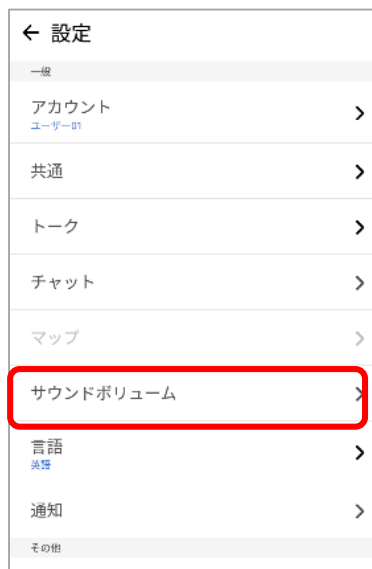 ← 設定
一般
アカウント
ユーザー01
共通
トーク
チャット
マップ
サウンドボリューム
言語
英語
通知
その他